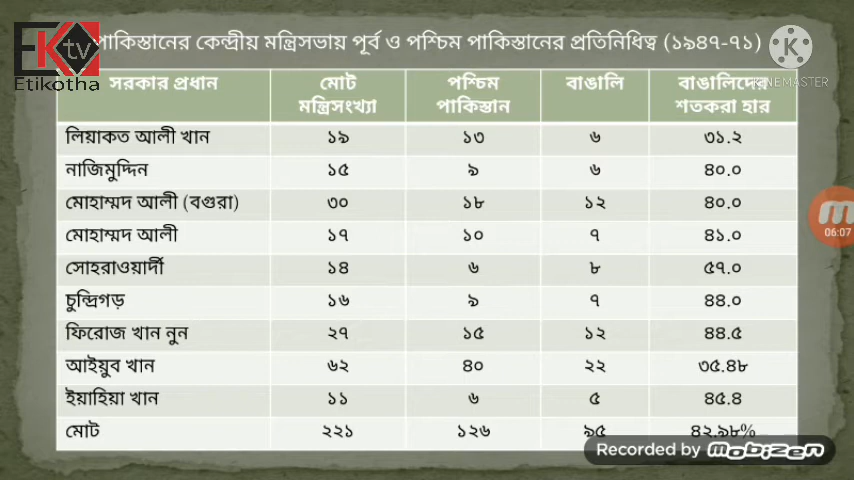 EK tv
Etikotha
পাকিস্তানের কেন্দ্রীয় মন্ত্রিসভায় পূর্ব ও পশ্চিম পাকিস্তানের প্রতিনিধিত্ব (১৯৪৭-৭১)
সরকার প্রধান মোট মন্ত্রিসংখ্যা পশ্চিম পাকিস্তান বাঙালি বাঙালিদের শতকরা হার
লিয়াকত আলী খান ১৯ ১৩ ৬ ৩১.২
নাজিমুদ্দিন ১৫ ৯ ৬ ৪০.০
মোহাম্মদ আলী (বগুরা) ৩০ ১৮ ১২ ৪০.০
মোহাম্মদ আলী ১৭ ১০ ৭ ৪১.০
সোহরাওয়ার্দী ১৪ ৬ ৮ ৫৭.০
চুন্দ্রিগড় ১৬ ৯ ৭ ৪৪.০
ফিরোজ খান নুন ২৭ ১৫ ১২ ৪৪.৫
আইয়ুব খান ৬২ ৪০ ২২ ৩৫.৪৮
ইয়াহিয়া খান ১১ ৬ ৫ ৪৫.৪
মোট ২২১ ১২৬ ৯৫ ৪২.৯৮%
06:07
Recorded by Mobizen